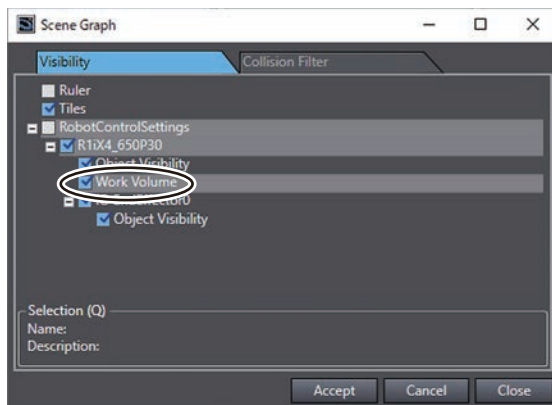 Scene Graph
Visibility
Collision Filter
Ruler
Tiles
RobotControlSettings
R1iX4_650P30
Object Visibility
Work Volume
Object Visibility
Selection (Q)
Name:
Description:
Accept
Cancel
Close